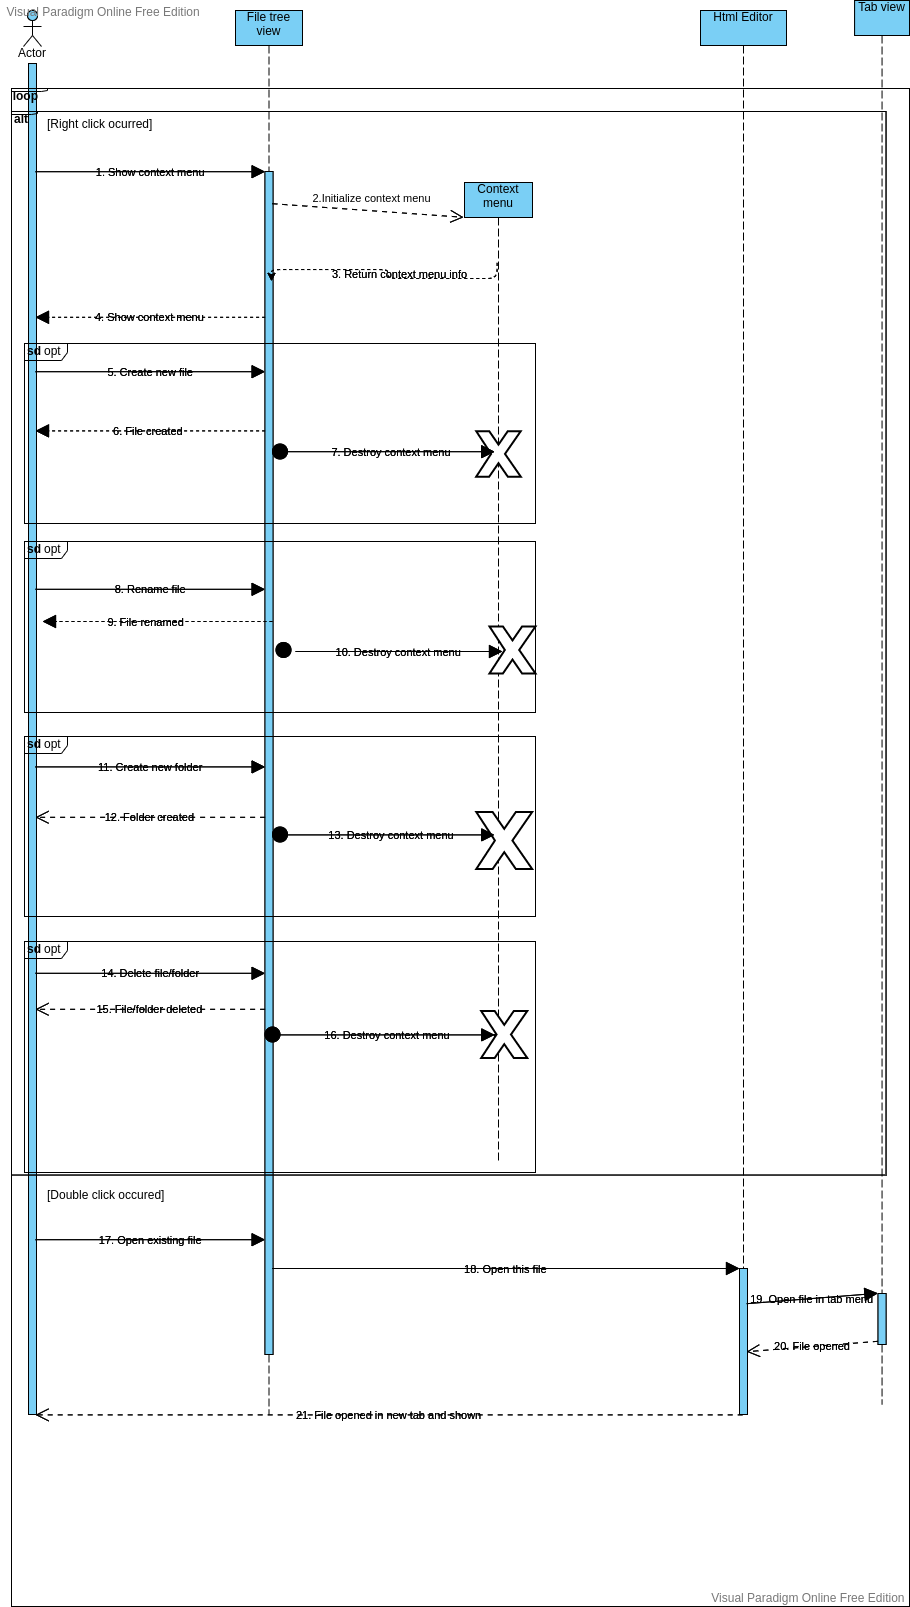 Visual Paradigm Online Free Edition
File tree
view
Html Editor
Tab view
Actor
loop
alt
[Right click ocurred]
1. Show context menu
Context
menu
2.Initialize context menu
3. Return context menu info
4. Show context menu
sd opt
5. Create new file
6. File created
7. Destroy context menu
sd opt
8. Rename file
9. File renamed
10. Destroy context menu
sd opt
11. Create new folder
12. Folder created
13. Destroy context menu
sd opt
14. Delete file/folder
15. File/folder deleted
16. Destroy context menu
[Double click occured]
17. Open existing file
18. Open this file
19. Open file in tab menu
20. File opened
21. File opened in new tab and shown
Visual Paradigm Online Free Edition